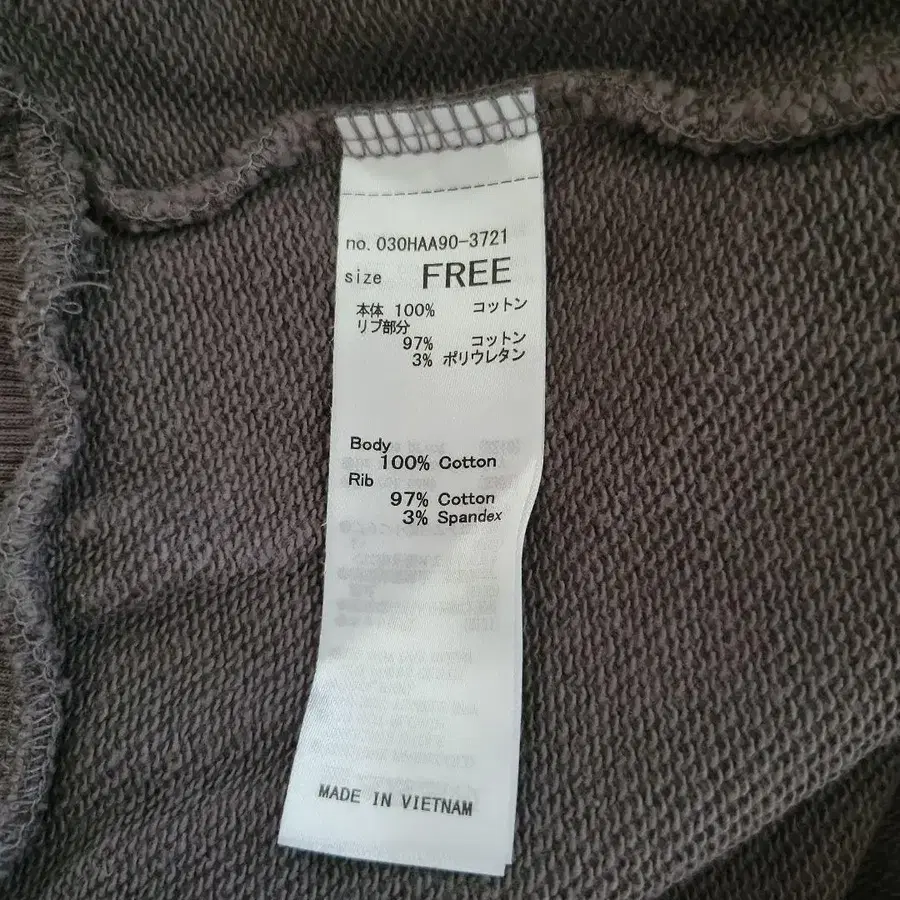 no. 030HAA90-3721
size FREE
本体 100% コットン
リブ部分
97% コットン
3% ポリウレタン
Body
100% Cotton
Rib
97% Cotton
3% Spandex
MADE IN VIETNAM